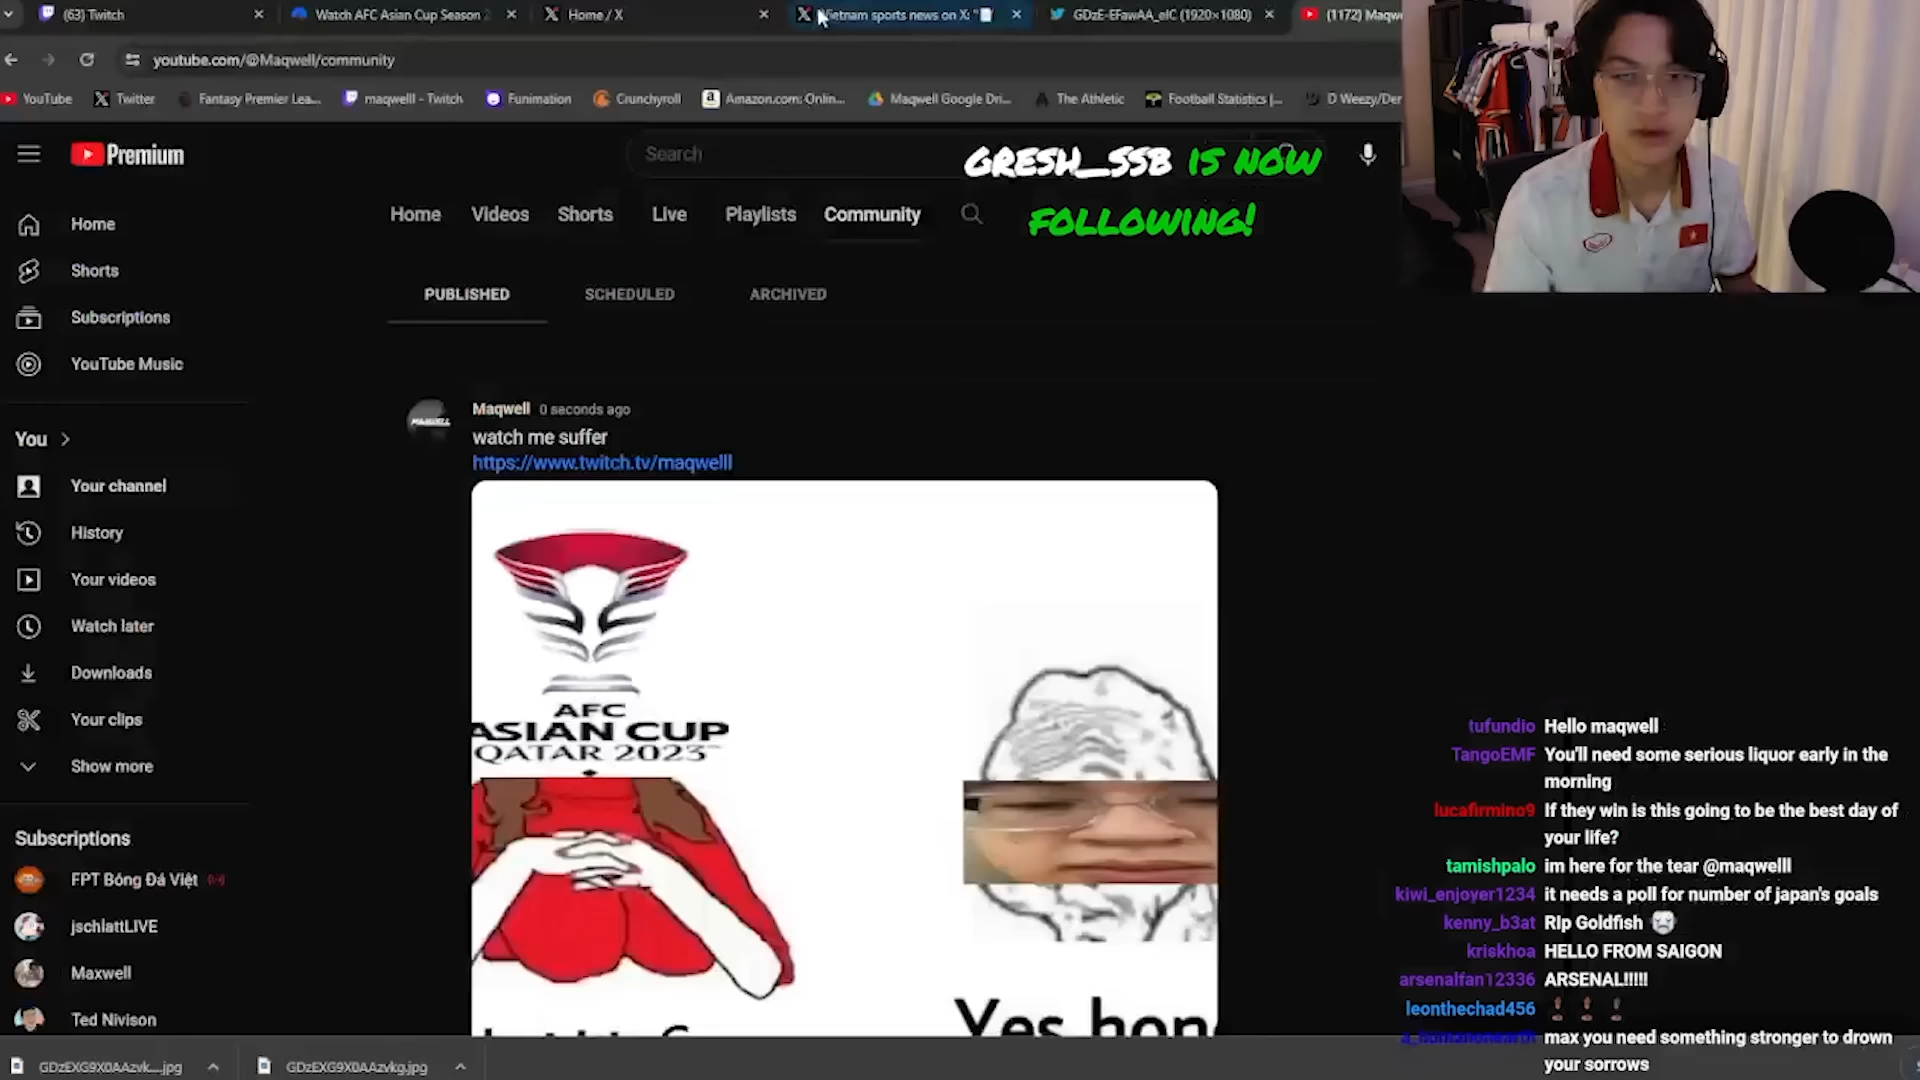 (63) Twitch
Watch AFC Asian Cup Season 2
Home / X
Vietnam sports news on X: "
GDzE-EFawAA_eIC (1920×1080)
(1172) Maqw
youtube.com/@Maqwell/community
YouTube
Twitter
Fantasy Premier Lea...
maqwelll - Twitch
Funimation
Crunchyroll
Amazon.com: Onlin...
Maqwell Google Dri...
The Athletic
Football Statistics |...
D Weezy/Der
Premium
Search
GRESH_SSB IS NOW
FOLLOWING!
Home
Videos
Shorts
Live
Playlists
Community
PUBLISHED
SCHEDULED
ARCHIVED
Home
Shorts
Subscriptions
YouTube Music
You
Your channel
History
Your videos
Watch later
Downloads
Your clips
Show more
Subscriptions
FPT Bóng Đá Việt
jschlattLIVE
Maxwell
Ted Nivison
MAQWELL
Maqwell 0 seconds ago
watch me suffer
https://www.twitch.tv/maqwelll
AFC
ASIAN CUP
QATAR 2023
Yes hon
tufundio Hello maqwell
TangoEMF You'll need some serious liquor early in the
morning
lucafirmino9 If they win is this going to be the best day of
your life?
tamishpalo im here for the tear @maqwelll
kiwi_enjoyer1234 it needs a poll for number of japan's goals
kenny_b3at RIp Goldfish
kriskhoa HELLO FROM SAIGON
arsenalfan12336 ARSENAL!!!!!
leonthechad456
max you need something stronger to drown
your sorrows
GDzEXG9X0AAzvk....jpg
GDzEXG9X0AAzvkg.jpg